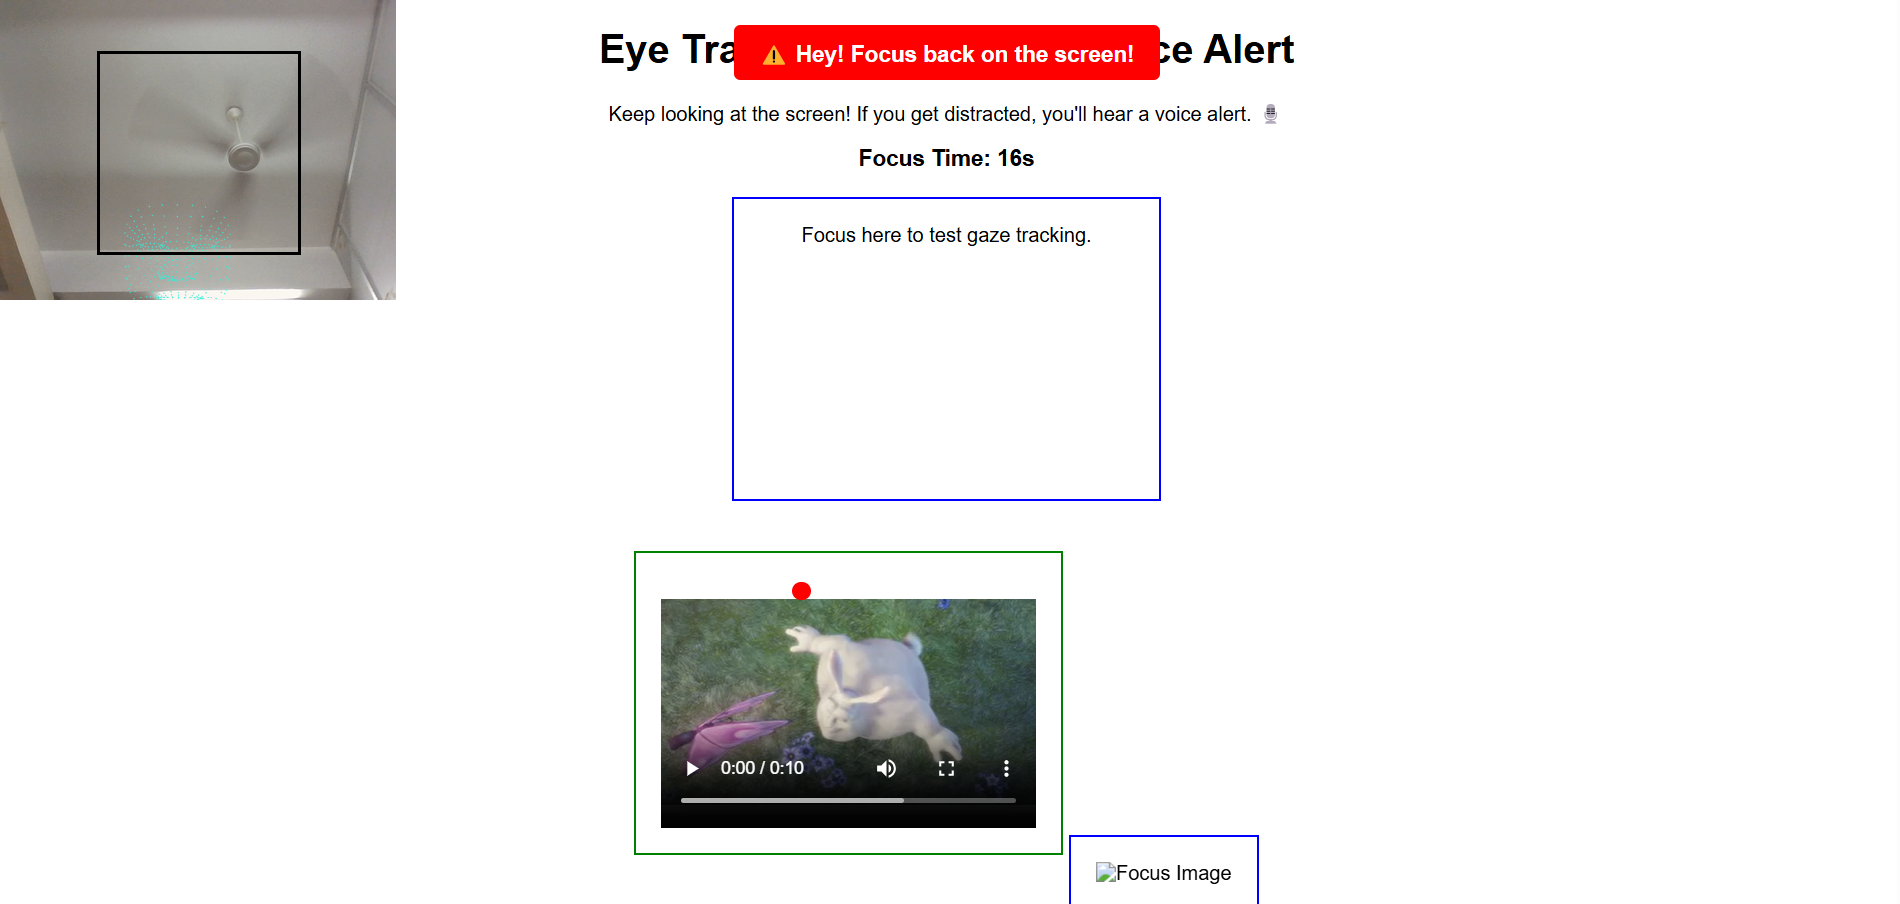 Eye Tra
⚠️ Hey! Focus back on the screen!
ce Alert
Keep looking at the screen! If you get distracted, you'll hear a voice alert. 🎙️
Focus Time: 16s
Focus here to test gaze tracking.
0:00 / 0:10
Focus Image